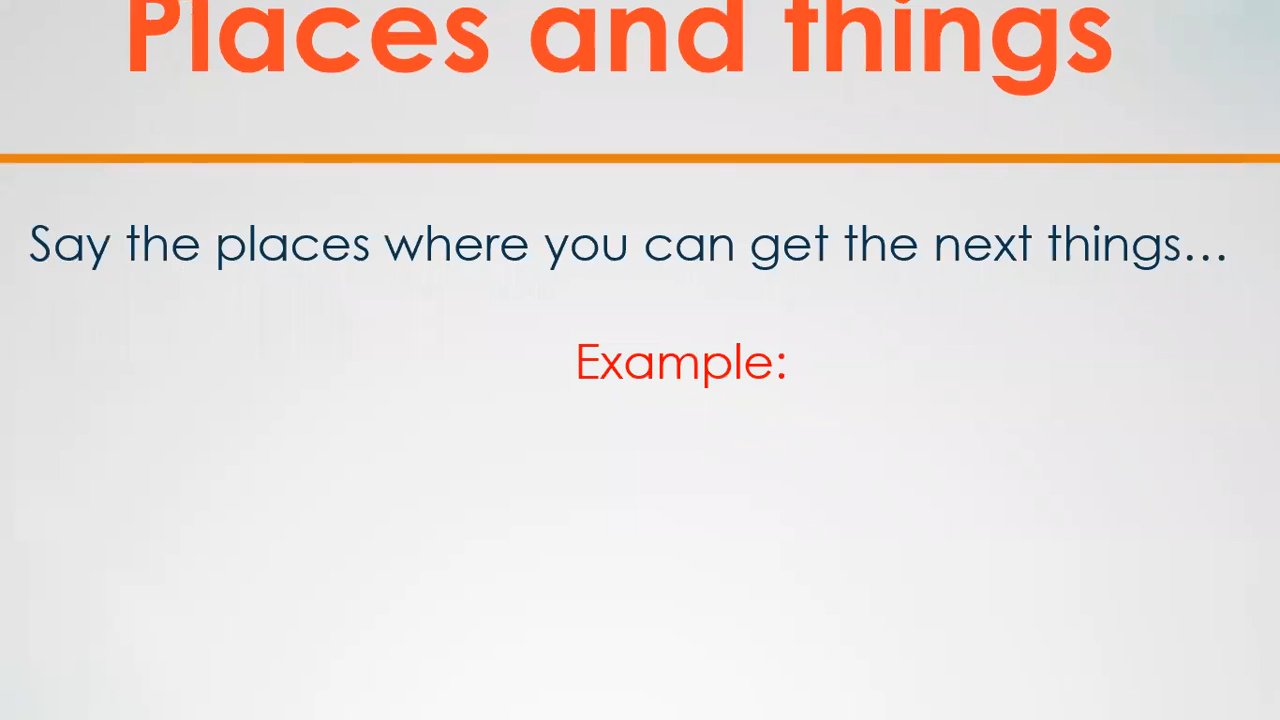 Places and things
Say the places where you can get the next things…
Example: